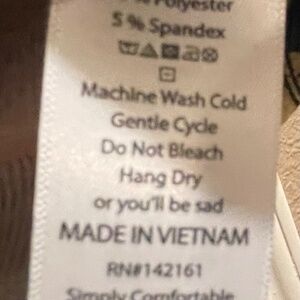 % Polyester
5 % Spandex
Machine Wash Cold
Gentle Cycle
Do Not Bleach
Hang Dry
or you'll be sad
MADE IN VIETNAM
RN#142161
Simply Comfortable